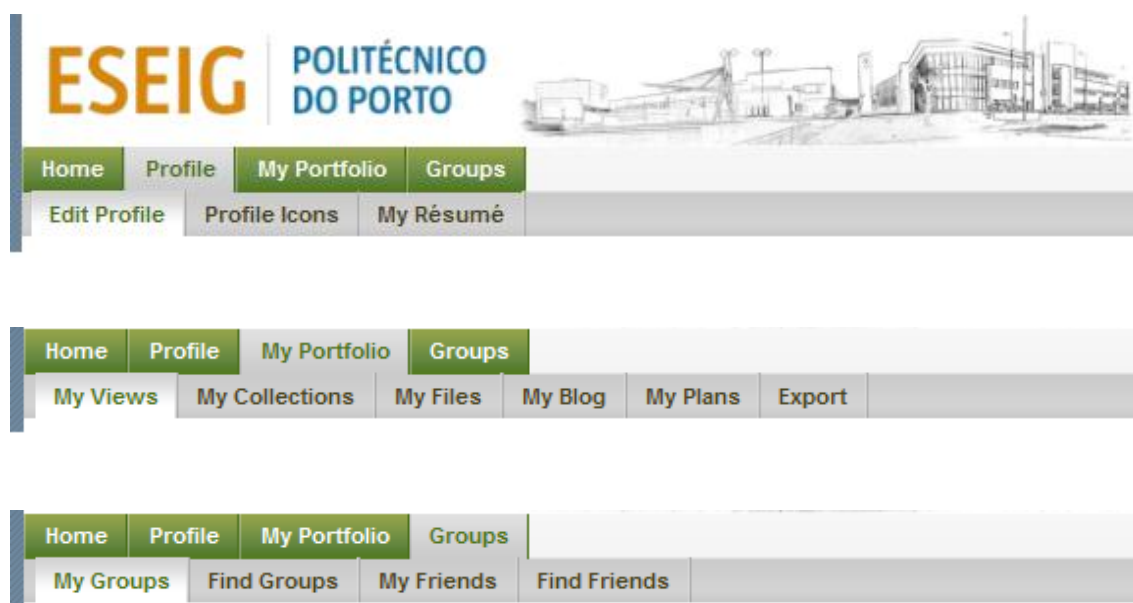 ESEIG POLITÉCNICO
DO PORTO
Home Profile My Portfolio Groups
Edit Profile Profile Icons My Résumé
Home Profile My Portfolio Groups
My Views My Collections My Files My Blog My Plans Export
Home Profile My Portfolio Groups
My Groups Find Groups My Friends Find Friends